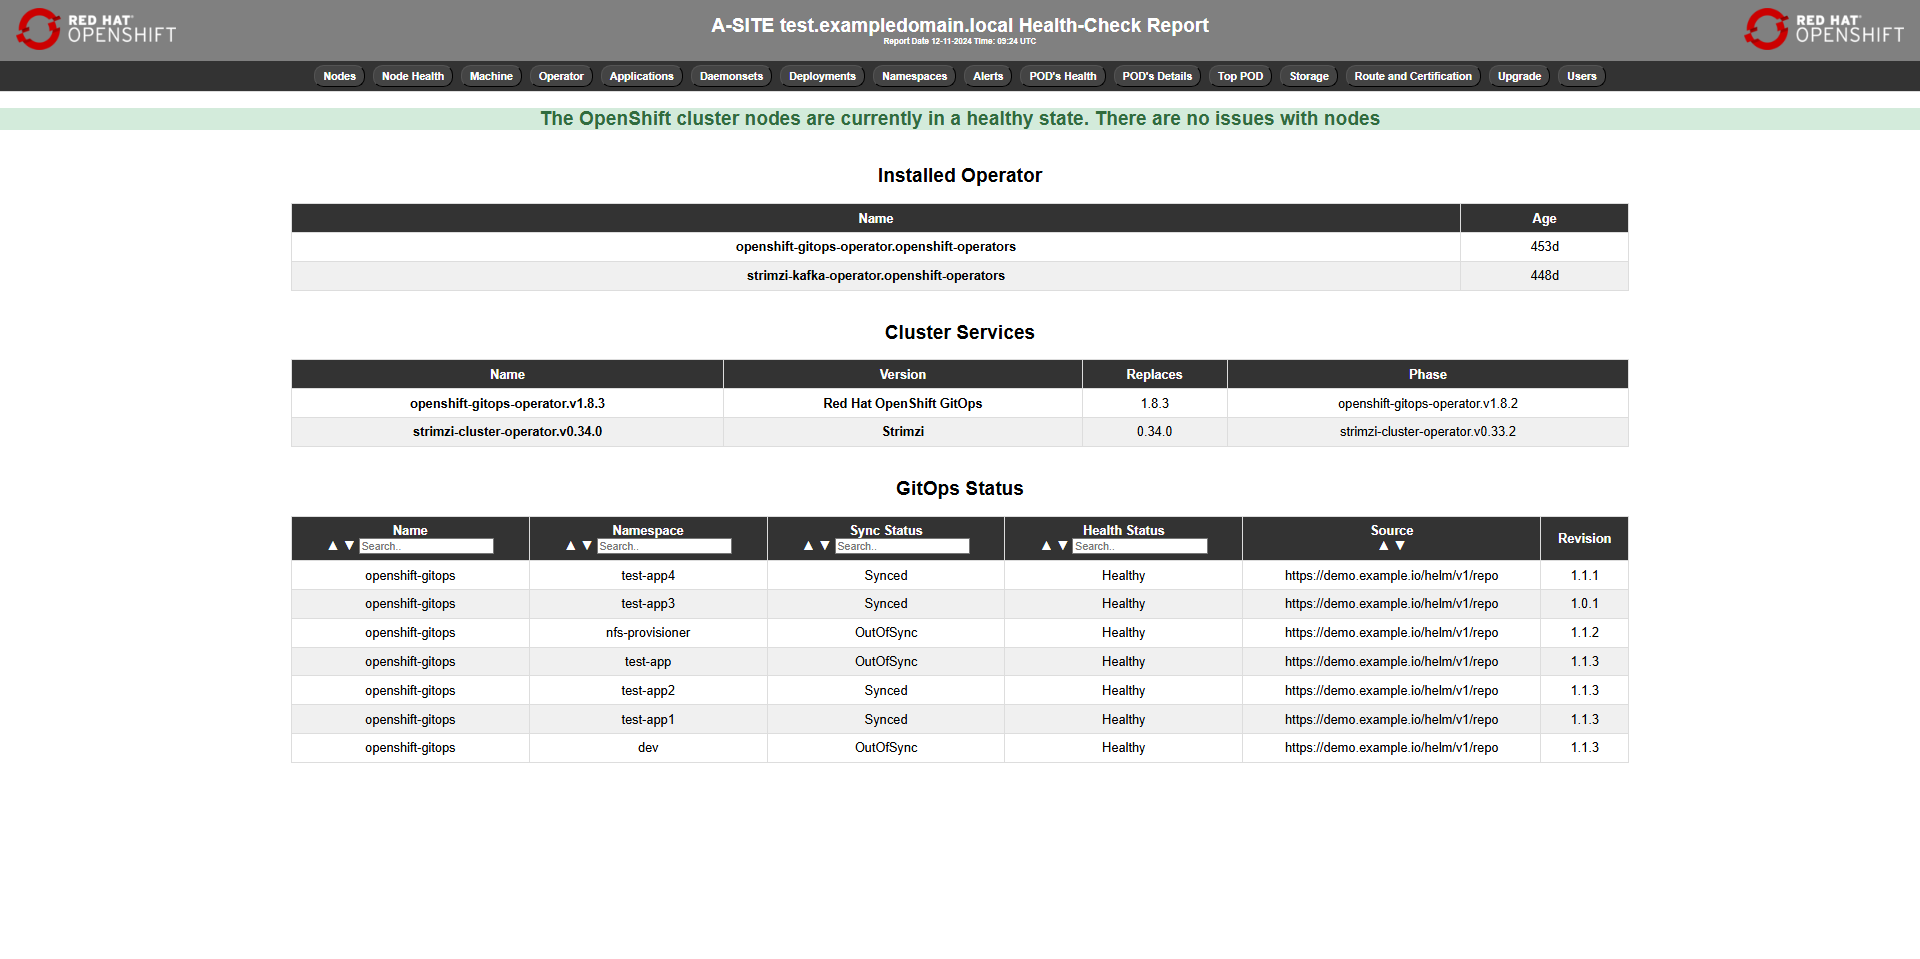 RED HAT
OPENSHIFT
A-SITE test.exampledomain.local Health-Check Report
Report Date 12-11-2024 Time: 09:24 UTC
RED HAT
OPENSHIFT
Nodes Node Health Machine Operator Applications Daemonsets Deployments Namespaces Alerts POD's Health POD's Details Top POD Storage Route and Certification Upgrade Users
The OpenShift cluster nodes are currently in a healthy state. There are no issues with nodes
Installed Operator
Name Age
openshift-gitops-operator.openshift-operators 453d
strimzi-kafka-operator.openshift-operators 448d
Cluster Services
Name Version Replaces Phase
openshift-gitops-operator.v1.8.3 Red Hat OpenShift GitOps 1.8.3 openshift-gitops-operator.v1.8.2
strimzi-cluster-operator.v0.34.0 Strimzi 0.34.0 strimzi-cluster-operator.v0.33.2
GitOps Status
Name Namespace Sync Status Health Status Source Revision
▲ ▼ Search.. ▲ ▼ Search.. ▲ ▼ Search.. ▲ ▼ Search.. ▲ ▼
openshift-gitops test-app4 Synced Healthy https://demo.example.io/helm/v1/repo 1.1.1
openshift-gitops test-app3 Synced Healthy https://demo.example.io/helm/v1/repo 1.0.1
openshift-gitops nfs-provisioner OutOfSync Healthy https://demo.example.io/helm/v1/repo 1.1.2
openshift-gitops test-app OutOfSync Healthy https://demo.example.io/helm/v1/repo 1.1.3
openshift-gitops test-app2 Synced Healthy https://demo.example.io/helm/v1/repo 1.1.3
openshift-gitops test-app1 Synced Healthy https://demo.example.io/helm/v1/repo 1.1.3
openshift-gitops dev OutOfSync Healthy https://demo.example.io/helm/v1/repo 1.1.3